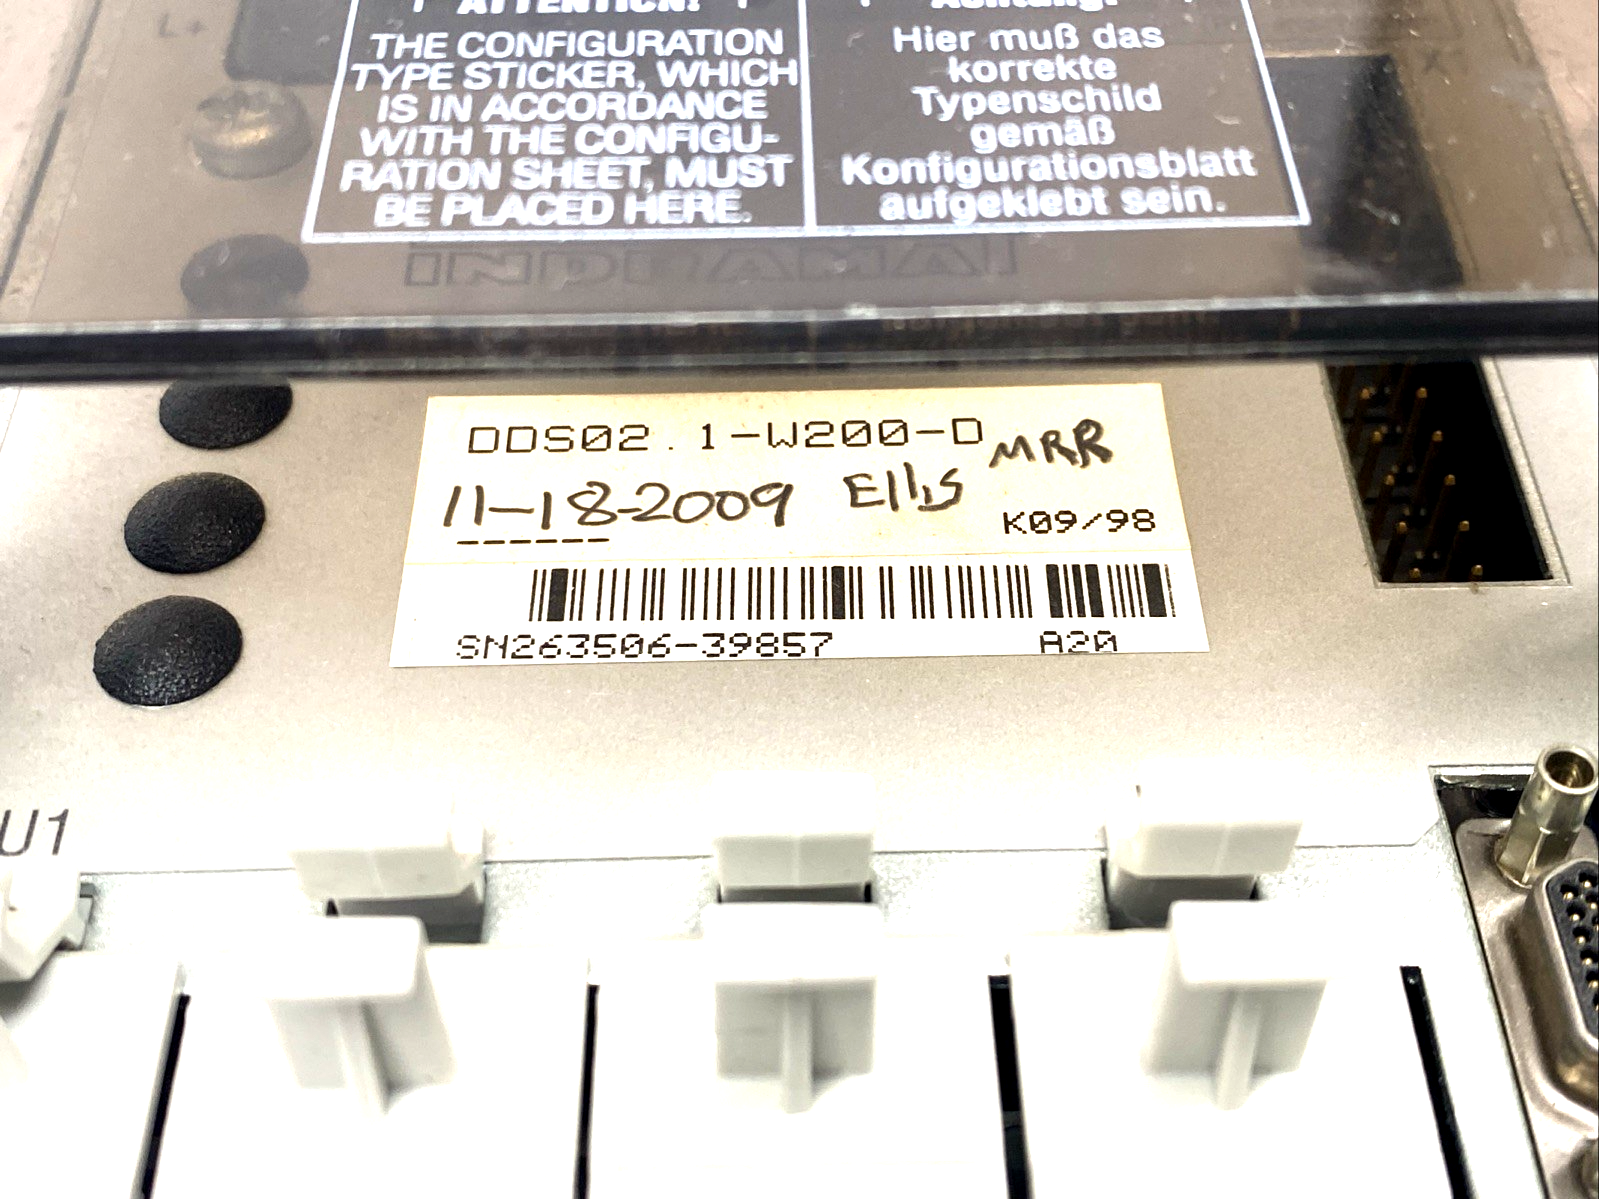 L+
ATTENTION!
THE CONFIGURATION
TYPE STICKER, WHICH
IS IN ACCORDANCE
WITH THE CONFIGU-
RATION SHEET, MUST
BE PLACED HERE.
Achtung!
Hier muß das
korrekte
Typenschild
gemäß
Konfigurationsblatt
aufgeklebt sein.
INDRAMAT
DDS02.1-W200-D
MRR
11-18-2009 Ellis
K09/98
------
SN263506-39857 A20
U1